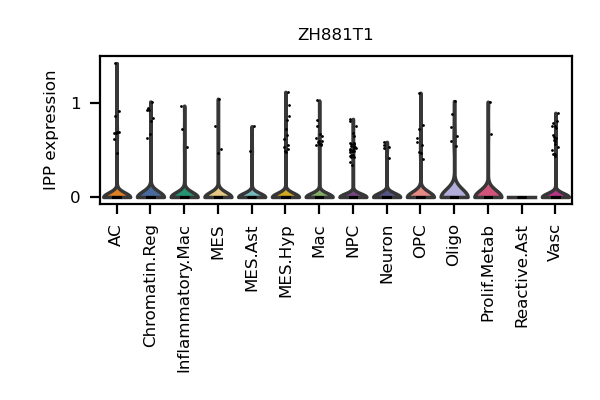 ZH881T1
IPP expression
1
0
AC
Chromatin.Reg
Inflammatory.Mac
MES
MES.Ast
MES.Hyp
Mac
NPC
Neuron
OPC
Oligo
Prolif.Metab
Reactive.Ast
Vasc